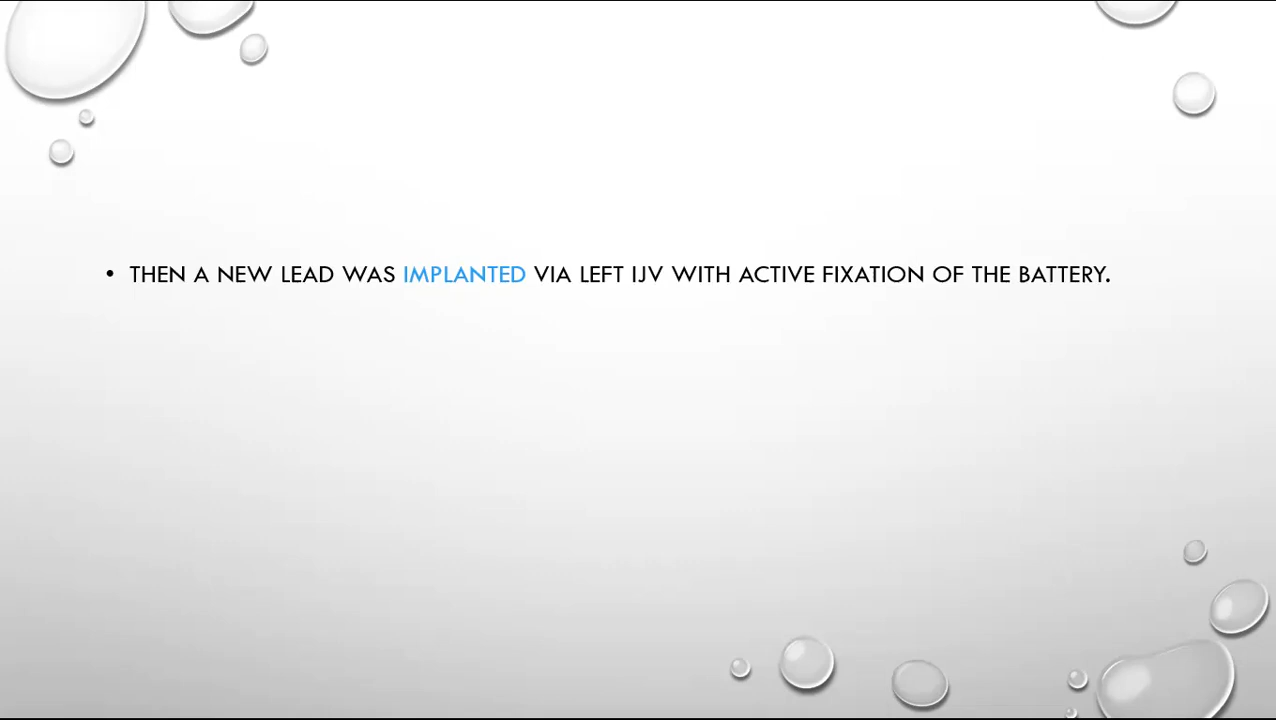 • THEN A NEW LEAD WAS IMPLANTED VIA LEFT IJV WITH ACTIVE FIXATION OF THE BATTERY.